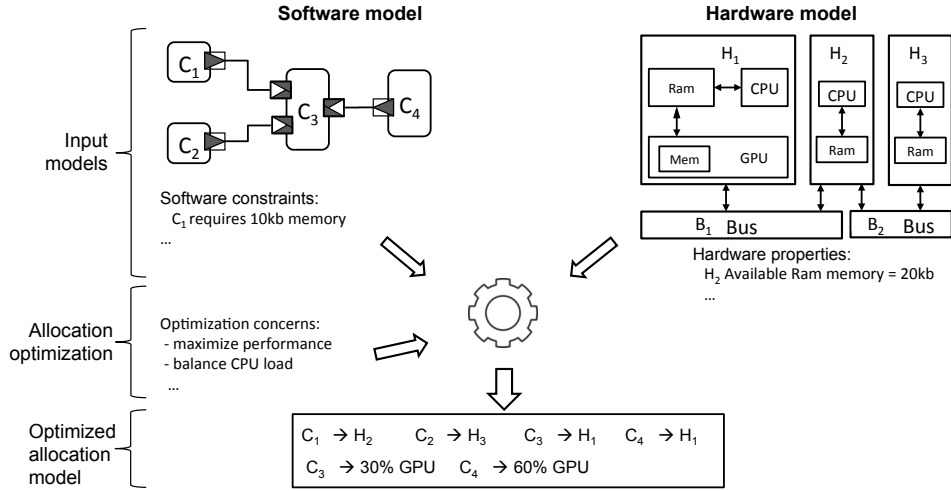 Software model
Hardware model
C1
C2
C3
C4
H1
Ram
CPU
Mem
GPU
H2
CPU
Ram
H3
CPU
Ram
B1 Bus
B2 Bus
Input
models
Software constraints:
C1 requires 10kb memory
...
Hardware properties:
H2 Available Ram memory = 20kb
...
Allocation
optimization
Optimization concerns:
- maximize performance
- balance CPU load
...
Optimized
allocation
model
C1 → H2 C2 → H3 C3 → H1 C4 → H1
C3 → 30% GPU C4 → 60% GPU